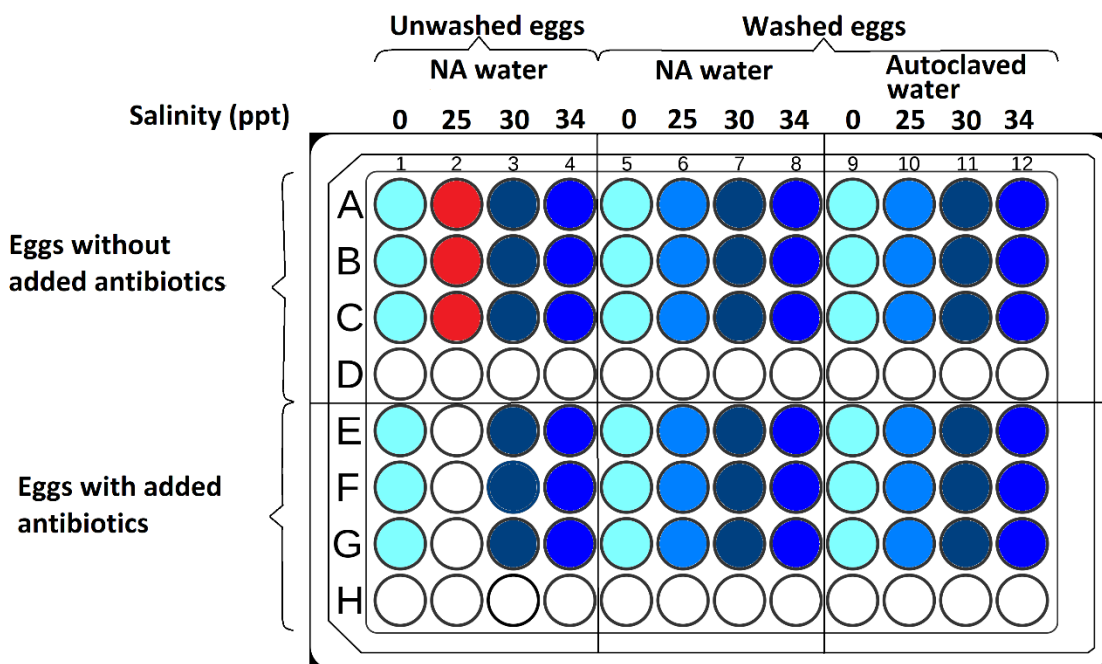 Unwashed eggs Washed eggs
NA water NA water Autoclaved
water
Salinity (ppt) 0 25 30 34 0 25 30 34 0 25 30 34
1 2 3 4 5 6 7 8 9 10 11 12
A
B
Eggs without
added antibiotics
C
D
E
Eggs with added
antibiotics
F
G
H